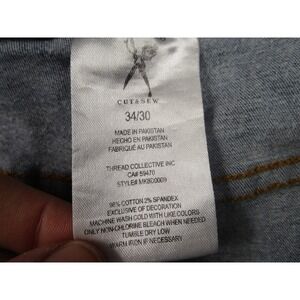 CUT&SEW
34/30
MADE IN PAKISTAN
HECHO EN PAKISTAN
FABRIQUÉ AU PAKISTAN
THREAD COLLECTIVE INC
CA# 59470
STYLE# MK8C0009
98% COTTON 2% SPANDEX
EXCLUSIVE OF DECORATION
MACHINE WASH COLD WITH LIKE COLORS
ONLY NON-CHLORINE BLEACH WHEN NEEDED
TUMBLE DRY LOW
WARM IRON IF NECESSARY